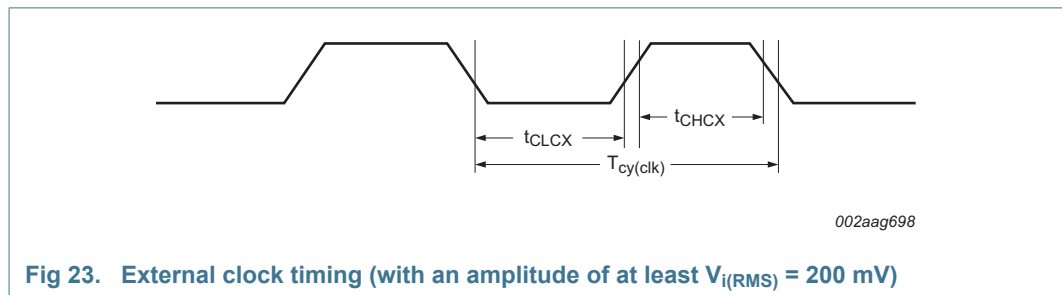 tCHCX
tCLCX
Tcy(clk)
002aag698
Fig 23. External clock timing (with an amplitude of at least Vi(RMS) = 200 mV)